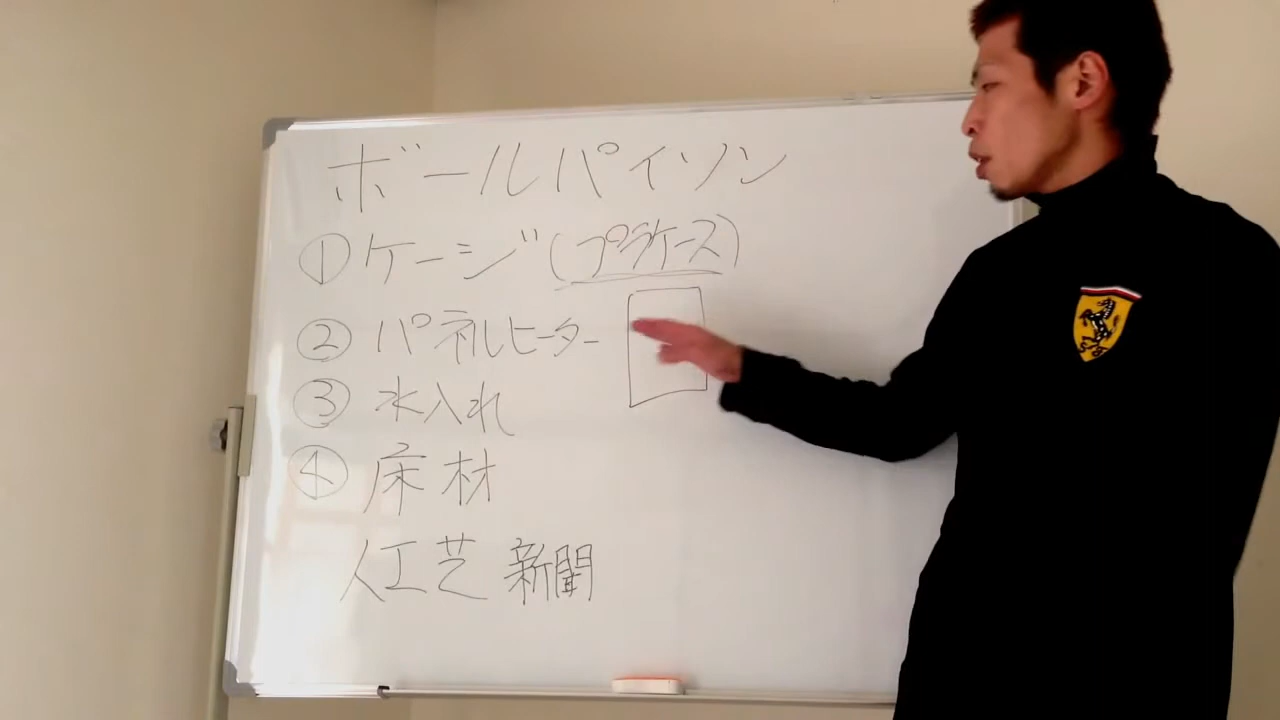 ボールパイソン
① ケージ (プラケース)
② パネルヒーター
③ 水入れ
④ 床材
人工芝 新聞